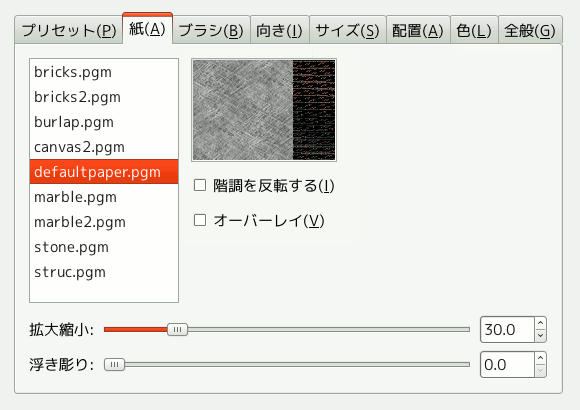 プリセット(P) 紙(A) ブラシ(B) 向き(I) サイズ(S) 配置(A) 色(L) 全般(G)
bricks.pgm
bricks2.pgm
burlap.pgm
canvas2.pgm
defaultpaper.pgm
marble.pgm
marble2.pgm
stone.pgm
struc.pgm
階調を反転する(I)
オーバーレイ(V)
拡大縮小: 30.0
浮き彫り: 0.0